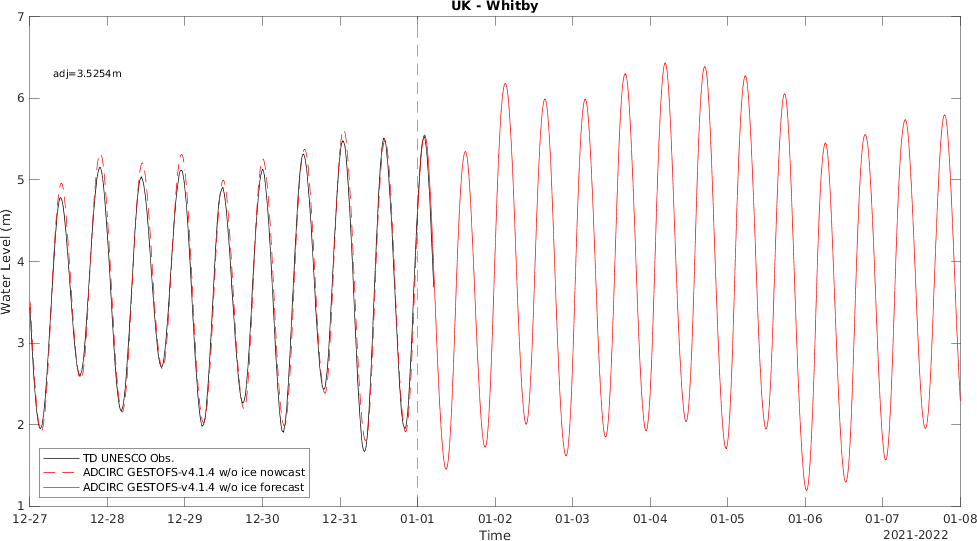 UK - Whitby
Water Level (m)
7
6
5
4
3
2
1
adj=3.5254m
TD UNESCO Obs.
ADCIRC GESTOFS-v4.1.4 w/o ice nowcast
ADCIRC GESTOFS-v4.1.4 w/o ice forecast
12-27 12-28 12-29 12-30 12-31 01-01 01-02 01-03 01-04 01-05 01-06 01-07 01-08
Time
2021-2022